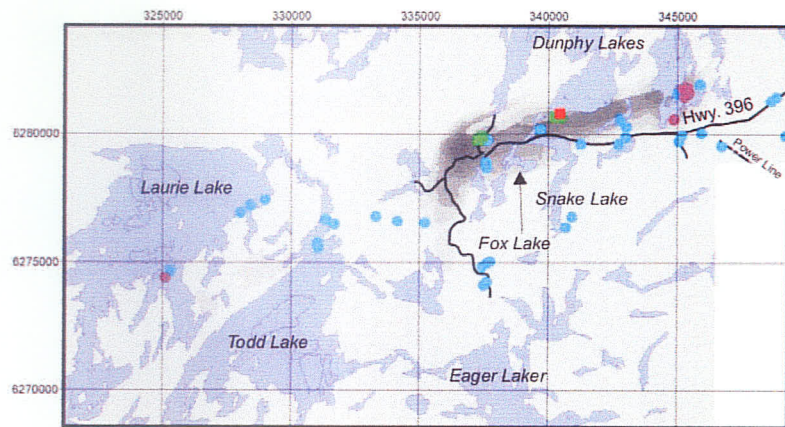 325000 330000 335000 340000 345000
Dunphy Lakes
Hwy. 396
6280000
Power Line
Laurie Lake
Snake Lake
Fox Lake
6275000
Todd Lake
Eager Laker
6270000